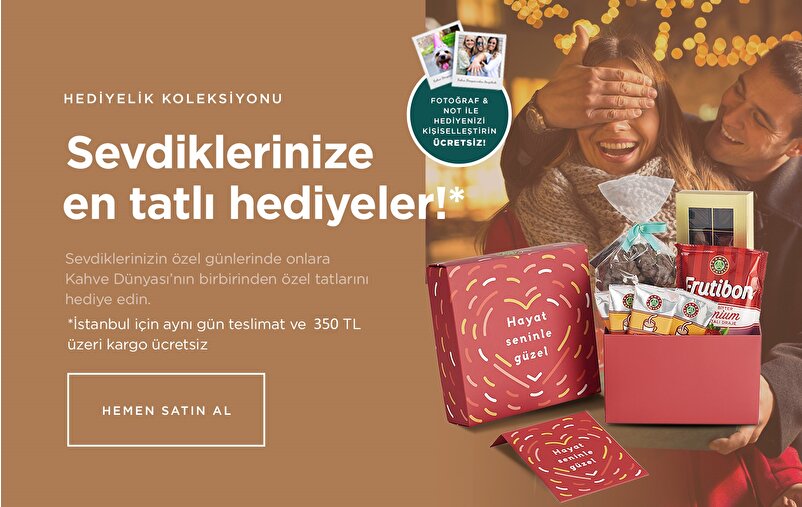 HEDİYELİK KOLEKSİYONU
Sevdiklerinize
en tatlı hediyeler!*
Sevdiklerinizin özel günlerinde onlara
Kahve Dünyası'nın birbirinden özel tatlarını
hediye edin.
*İstanbul için aynı gün teslimat ve 350 TL
üzeri kargo ücretsiz
HEMEN SATIN AL
FOTOĞRAF &
NOT İLE
HEDİYENİZİ
KİŞİSELLEŞTİRİN
ÜCRETSİZ!
Hayat
seninle
güzel
Frutibon
BİTTER
Hayat
seninle
güzel